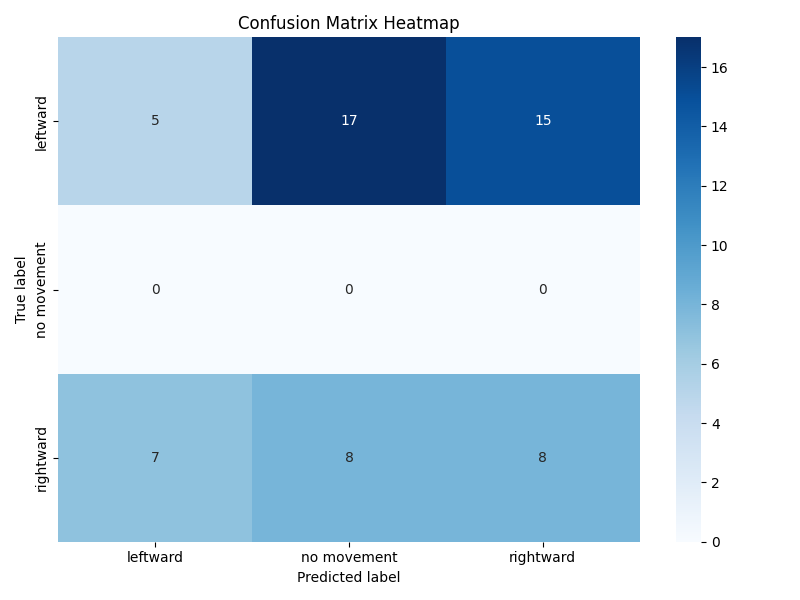 Confusion Matrix Heatmap
True label
leftward
5 17 15
no movement
0 0 0
rightward
7 8 8
leftward no movement rightward
Predicted label
16
14
12
10
8
6
4
2
0